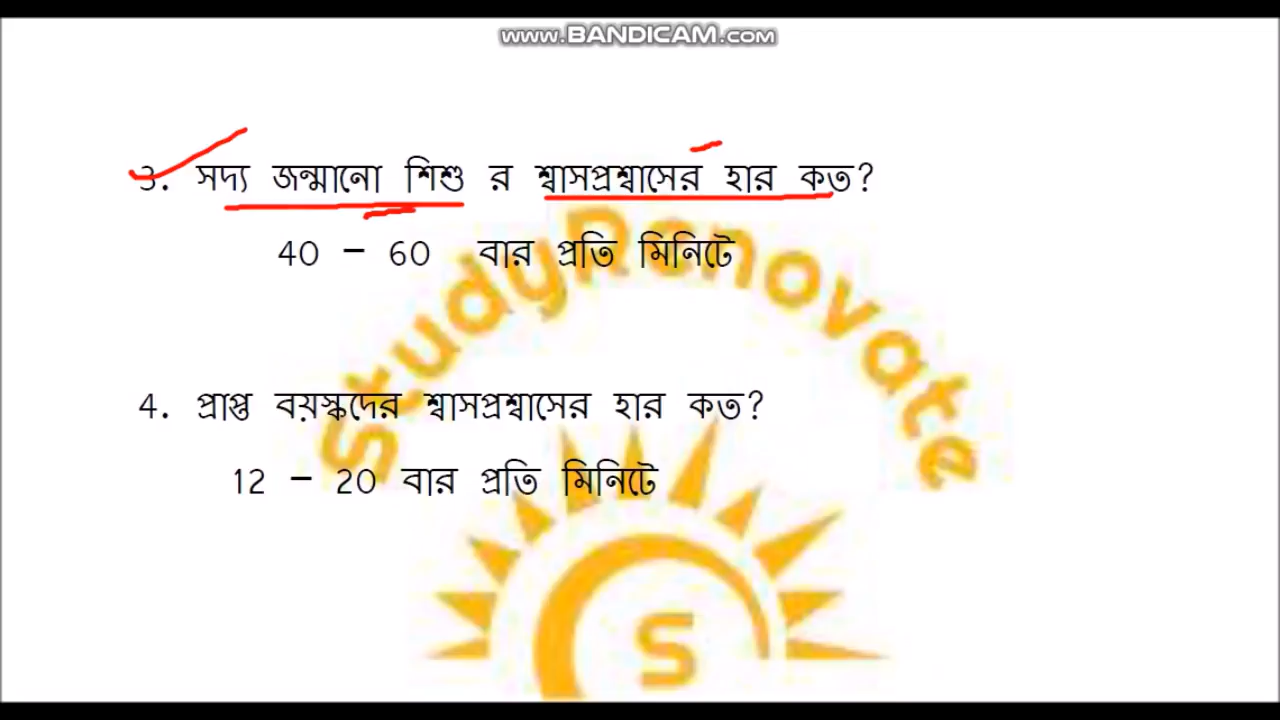 www.BANDICAM.com
3. সদ্য জন্মানো শিশু র শ্বাসপ্রশ্বাসের হার কত?
40 - 60 বার প্রতি মিনিটে
StudyRenovate
4. প্রাপ্ত বয়স্কদের শ্বাসপ্রশ্বাসের হার কত?
12 - 20 বার প্রতি মিনিটে
S